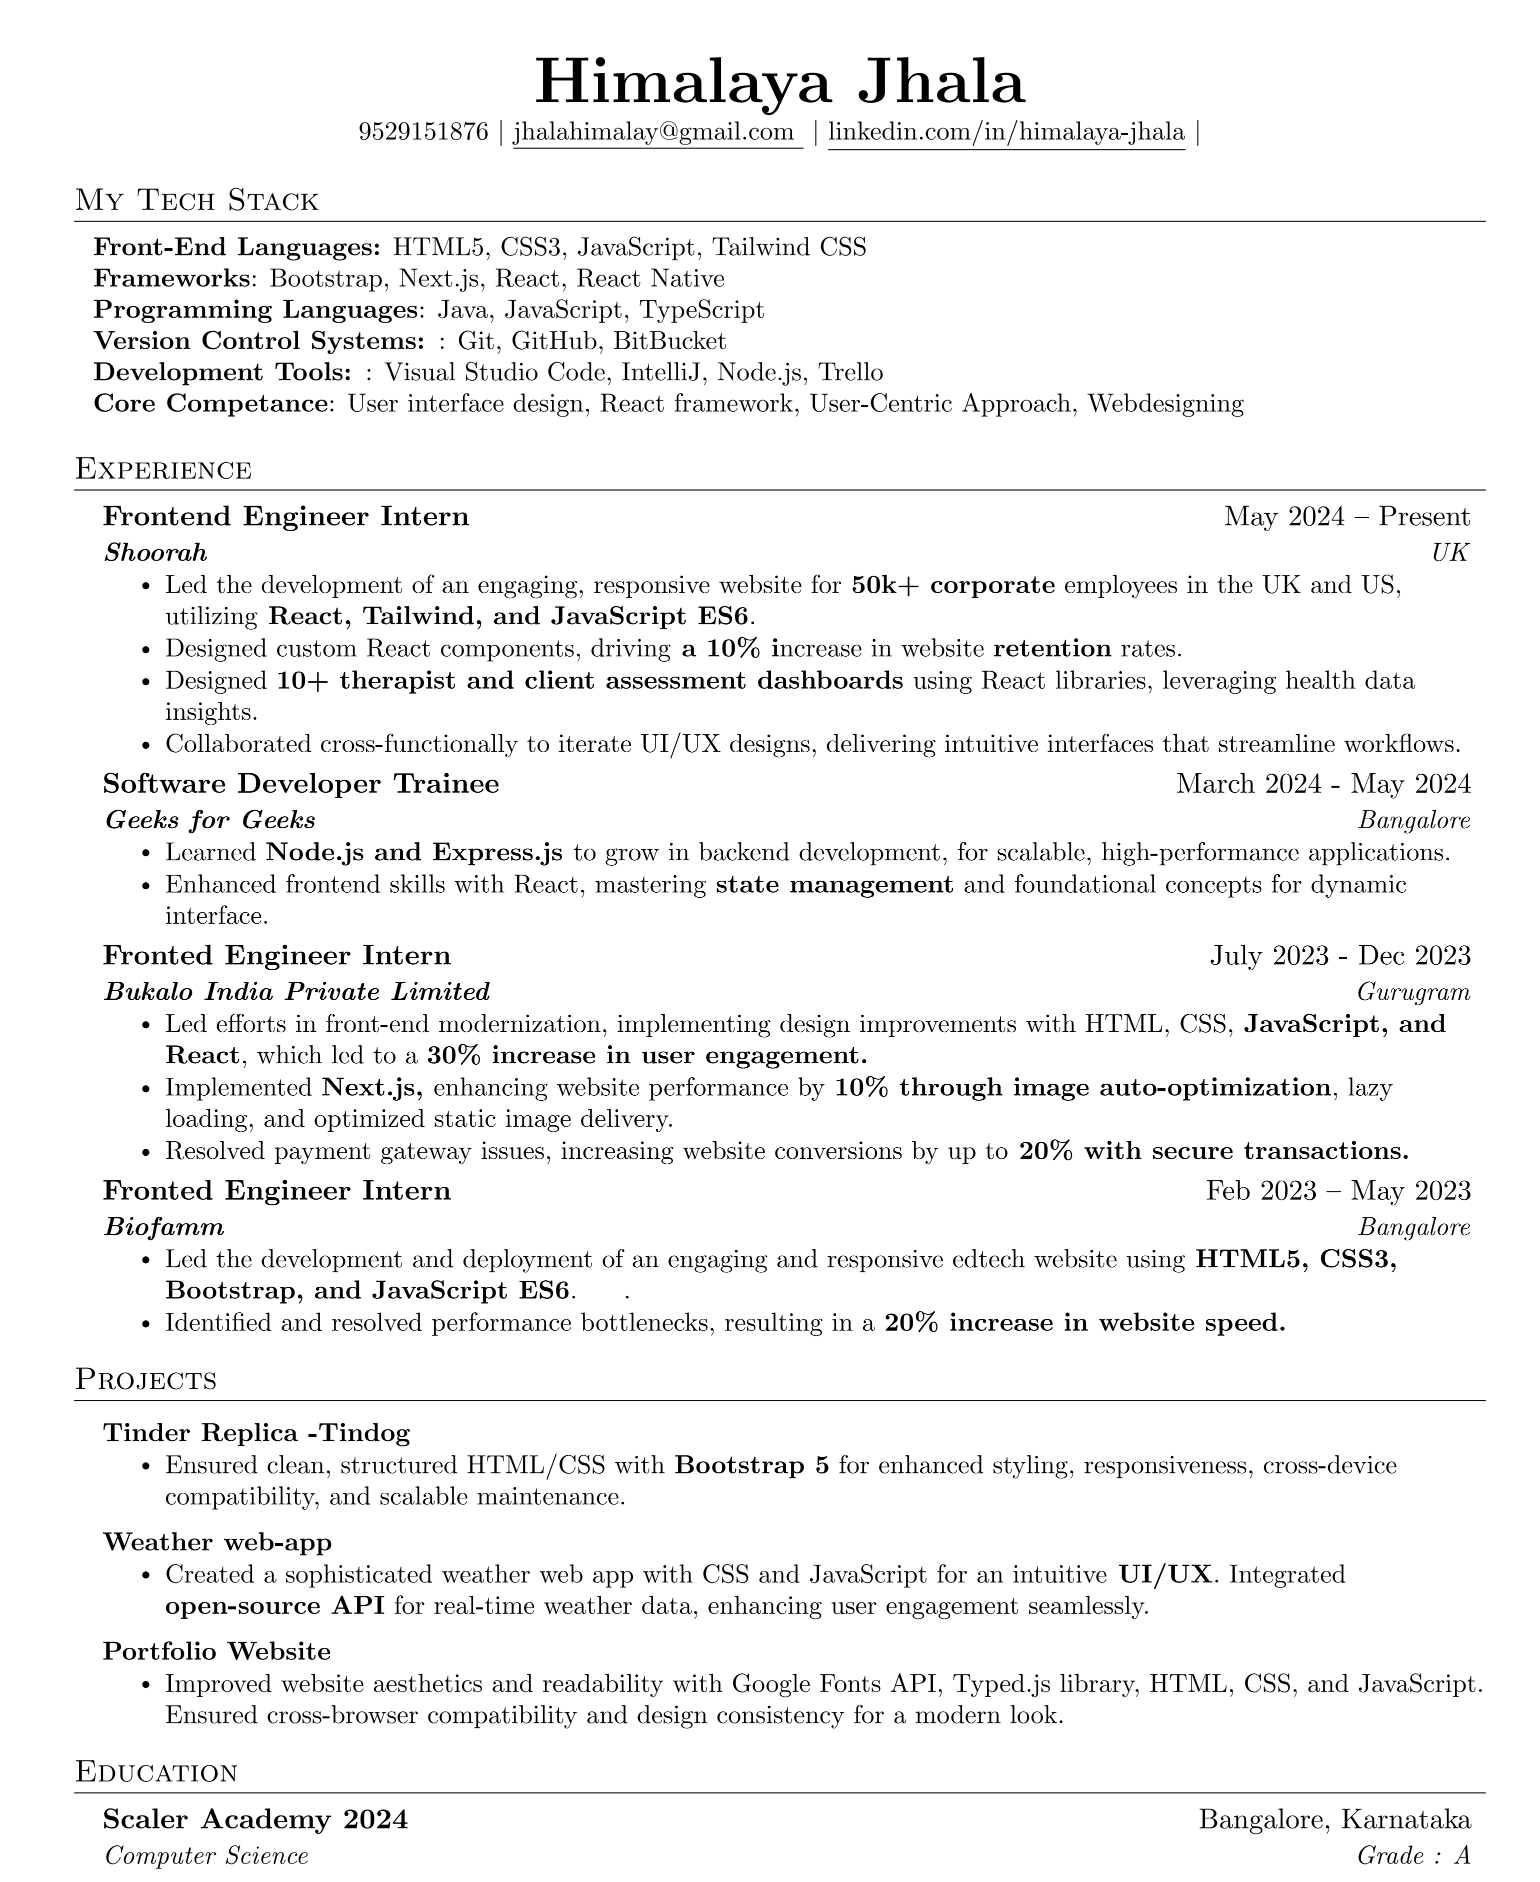 Himalaya Jhala
9529151876 | jhalahimalay@gmail.com | linkedin.com/in/himalaya-jhala |
My Tech Stack
Front-End Languages: HTML5, CSS3, JavaScript, Tailwind CSS
Frameworks: Bootstrap, Next.js, React, React Native
Programming Languages: Java, JavaScript, TypeScript
Version Control Systems: : Git, GitHub, BitBucket
Development Tools: : Visual Studio Code, IntelliJ, Node.js, Trello
Core Competance: User interface design, React framework, User-Centric Approach, Webdesigning
Experience
Frontend Engineer Intern May 2024 – Present
Shoorah UK
• Led the development of an engaging, responsive website for 50k+ corporate employees in the UK and US,
utilizing React, Tailwind, and JavaScript ES6.
• Designed custom React components, driving a 10% increase in website retention rates.
• Designed 10+ therapist and client assessment dashboards using React libraries, leveraging health data
insights.
• Collaborated cross-functionally to iterate UI/UX designs, delivering intuitive interfaces that streamline workflows.
Software Developer Trainee March 2024 - May 2024
Geeks for Geeks Bangalore
• Learned Node.js and Express.js to grow in backend development, for scalable, high-performance applications.
• Enhanced frontend skills with React, mastering state management and foundational concepts for dynamic
interface.
Fronted Engineer Intern July 2023 - Dec 2023
Bukalo India Private Limited Gurugram
• Led efforts in front-end modernization, implementing design improvements with HTML, CSS, JavaScript, and
React, which led to a 30% increase in user engagement.
• Implemented Next.js, enhancing website performance by 10% through image auto-optimization, lazy
loading, and optimized static image delivery.
• Resolved payment gateway issues, increasing website conversions by up to 20% with secure transactions.
Fronted Engineer Intern Feb 2023 – May 2023
Biofamm Bangalore
• Led the development and deployment of an engaging and responsive edtech website using HTML5, CSS3,
Bootstrap, and JavaScript ES6. .
• Identified and resolved performance bottlenecks, resulting in a 20% increase in website speed.
Projects
Tinder Replica -Tindog
• Ensured clean, structured HTML/CSS with Bootstrap 5 for enhanced styling, responsiveness, cross-device
compatibility, and scalable maintenance.
Weather web-app
• Created a sophisticated weather web app with CSS and JavaScript for an intuitive UI/UX. Integrated
open-source API for real-time weather data, enhancing user engagement seamlessly.
Portfolio Website
• Improved website aesthetics and readability with Google Fonts API, Typed.js library, HTML, CSS, and JavaScript.
Ensured cross-browser compatibility and design consistency for a modern look.
Education
Scaler Academy 2024 Bangalore, Karnataka
Computer Science Grade : A